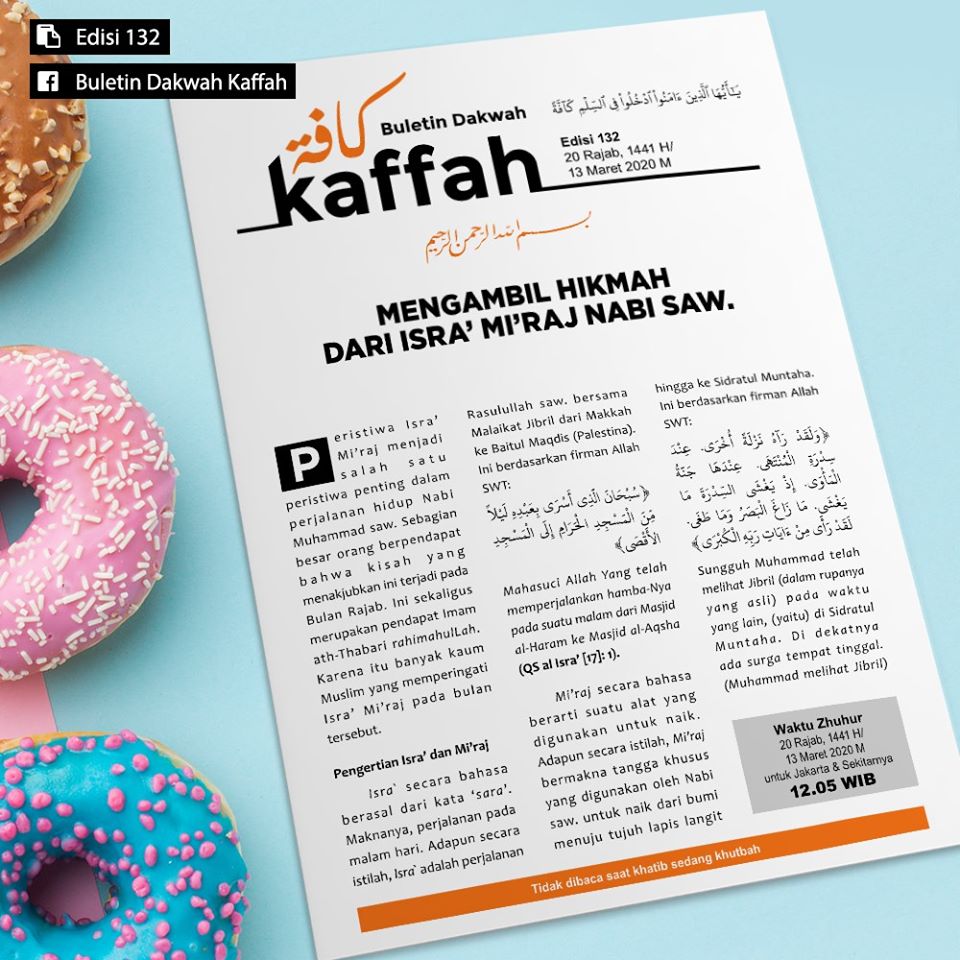 Edisi 132
Buletin Dakwah Kaffah
كافة
Buletin Dakwah
kaffah
يَٰٓأَيُّهَا ٱلَّذِينَ ءَامَنُوا۟ ٱدْخُلُوا۟ فِى ٱلسِّلْمِ كَآفَّةً
Edisi 132
20 Rajab, 1441 H/
13 Maret 2020 M
بسم الله الرحمن الرحيم
MENGAMBIL HIKMAH
DARI ISRA’ MI’RAJ NABI SAW.
Peristiwa Isra’
Mi’raj menjadi
salah satu
peristiwa penting dalam
perjalanan hidup Nabi
Muhammad saw. Sebagian
besar orang berpendapat
bahwa kisah yang
menakjubkan ini terjadi pada
Bulan Rajab. Ini sekaligus
merupakan pendapat Imam
ath-Thabari rahimahulLah.
Karena itu banyak kaum
Muslim yang memperingati
Isra’ Mi’raj pada bulan
tersebut.
Pengertian Isra’ dan Mi’raj
Isra` secara bahasa
berasal dari kata ‘sara’.
Maknanya, perjalanan pada
malam hari. Adapun secara
istilah, Isra` adalah perjalanan
Rasulullah saw. bersama
Malaikat Jibril dari Makkah
ke Baitul Maqdis (Palestina).
Ini berdasarkan firman Allah
SWT:
﴿سُبْحَانَ الَّذِي أَسْرَى بِعَبْدِهِ لَيْلاً
مِنَ الْمَسْجِدِ الْحَرَامِ إِلَى الْمَسْجِدِ
الأَقْصَى﴾
Mahasuci Allah Yang telah
memperjalankan hamba-Nya
pada suatu malam dari Masjid
al-Haram ke Masjid al-Aqsha
(QS al Isra’ [17]: 1).
Mi’raj secara bahasa
berarti suatu alat yang
digunakan untuk naik.
Adapun secara istilah, Mi’raj
bermakna tangga khusus
yang digunakan oleh Nabi
saw. untuk naik dari bumi
menuju tujuh lapis langit
hingga ke Sidratul Muntaha.
Ini berdasarkan firman Allah
SWT:
﴿وَلَقَدْ رَآهُ نَزْلَةً أُخْرَى. عِنْدَ
سِدْرَةِ الْمُنْتَهَى. عِنْدَهَا جَنَّةُ
الْمَأْوَى. إِذْ يَغْشَى السِّدْرَةَ مَا
يَغْشَى. مَا زَاغَ الْبَصَرُ وَمَا طَغَى.
لَقَدْ رَأَى مِنْ ءَايَاتِ رَبِّهِ الْكُبْرَى﴾
Sungguh Muhammad telah
melihat Jibril (dalam rupanya
yang asli) pada waktu
yang lain, (yaitu) di Sidratul
Muntaha. Di dekatnya
ada surga tempat tinggal.
(Muhammad melihat Jibril)
Waktu Zhuhur
20 Rajab, 1441 H/
13 Maret 2020 M
untuk Jakarta & Sekitarnya
12.05 WIB
Tidak dibaca saat khatib sedang khutbah